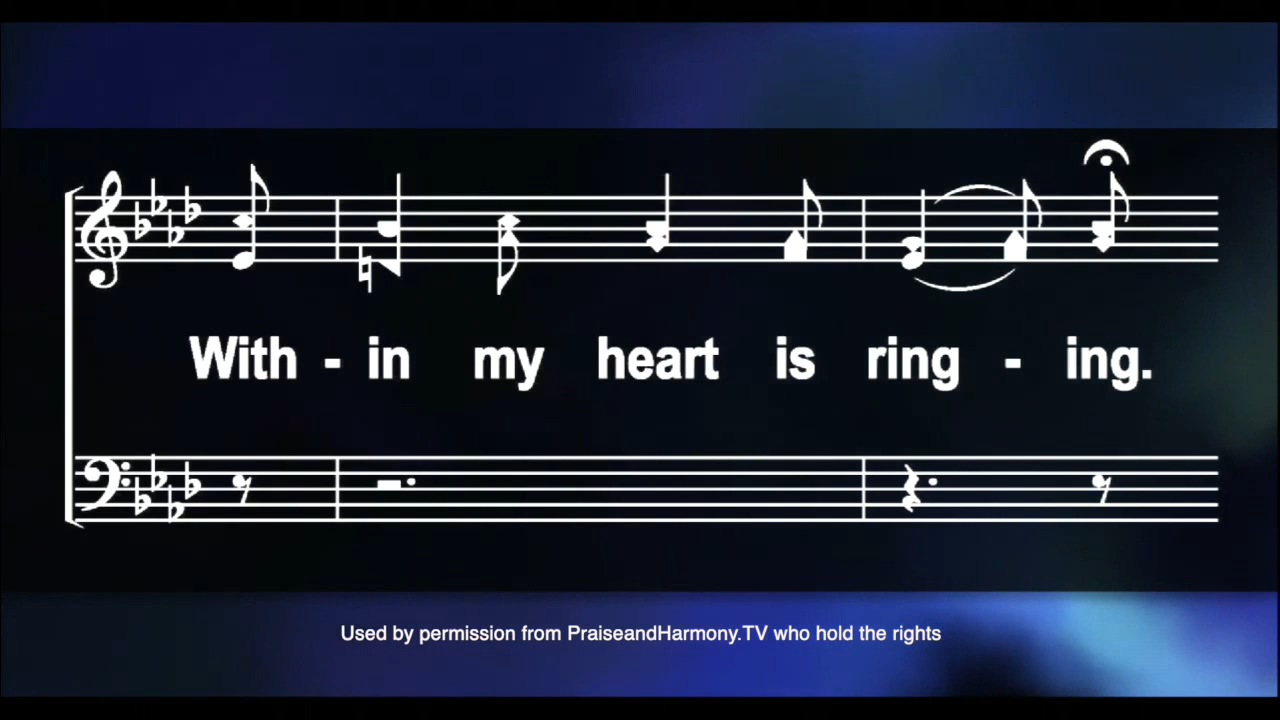 With - in my heart is ring - ing.
Used by permission from PraiseandHarmony.TV who hold the rights